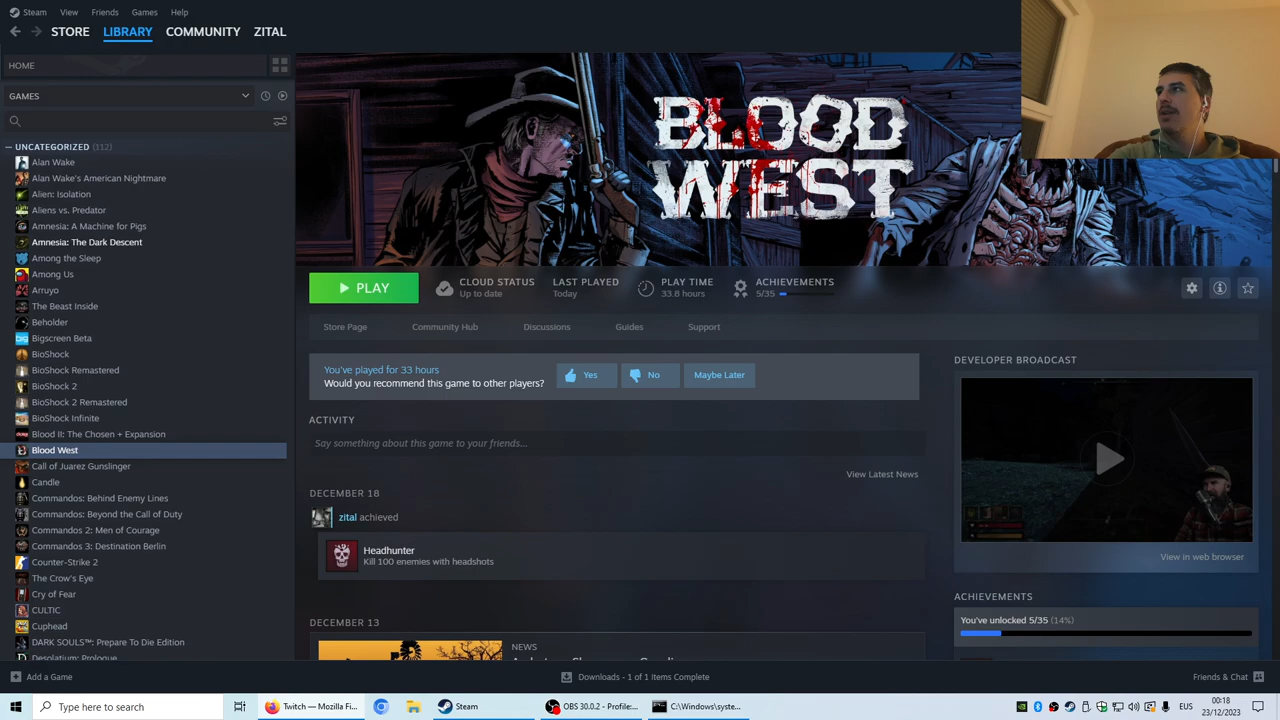 Steam View Friends Games Help
STORE LIBRARY COMMUNITY ZITAL
HOME
GAMES
UNCATEGORIZED (112)
Alan Wake
Alan Wake's American Nightmare
Alien: Isolation
Aliens vs. Predator
Amnesia: A Machine for Pigs
Amnesia: The Dark Descent
Among the Sleep
Among Us
Arruyo
The Beast Inside
Beholder
Big Bigscreen Beta
BioShock
BioShock Remastered
BioShock 2
BioShock 2 Remastered
BioShock Infinite
Blood II: The Chosen + Expansion
Blood West
Call of Juarez Gunslinger
Candle
Commandos: Behind Enemy Lines
Commandos: Beyond the Call of Duty
Commandos 2: Men of Courage
Commandos 3: Destination Berlin
Counter-Strike 2
The Crow's Eye
Cry of Fear
CULTIC
Cuphead
DARK SOULS™: Prepare To Die Edition
Desolatium: Prologue
Add a Game
BLOOD
WEST
PLAY
CLOUD STATUS
Up to date
LAST PLAYED
Today
PLAY TIME
33.8 hours
ACHIEVEMENTS
5/35
Store Page Community Hub Discussions Guides Support
You've played for 33 hours
Would you recommend this game to other players? Yes No Maybe Later
ACTIVITY
Say something about this game to your friends...
View Latest News
DECEMBER 18
zital achieved
Headhunter
Kill 100 enemies with headshots
DECEMBER 13
NEWS
DEVELOPER BROADCAST
View in web browser
ACHIEVEMENTS
You've unlocked 5/35 (14%)
Downloads - 1 of 1 Items Complete
Friends & Chat
Type here to search
Twitch — Mozilla Fi...
Steam
OBS 30.0.2 - Profile:...
C:\Windows\syste...
EUS
00:18
23/12/2023